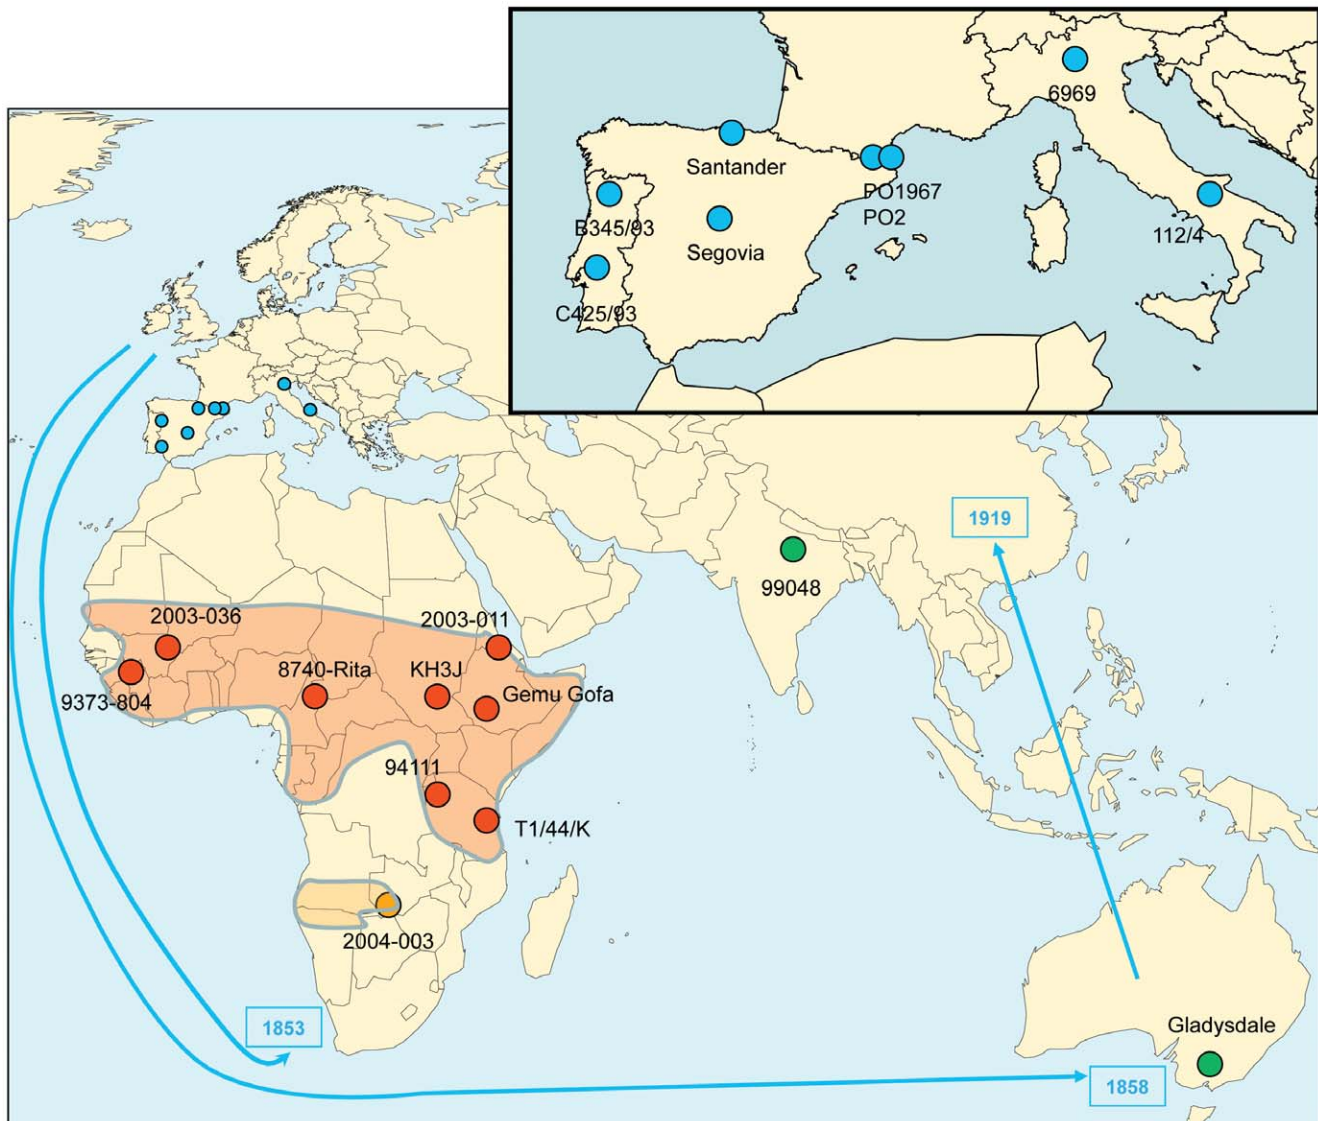 6969
Santander
PO1967
PO2
B345/93
Segovia
112/4
C425/93
1919
99048
2003-036
2003-011
8740-Rita
KH3J
Gemu Gofa
9373-804
94111
T1/44/K
2004-003
1853
Gladysdale
1858